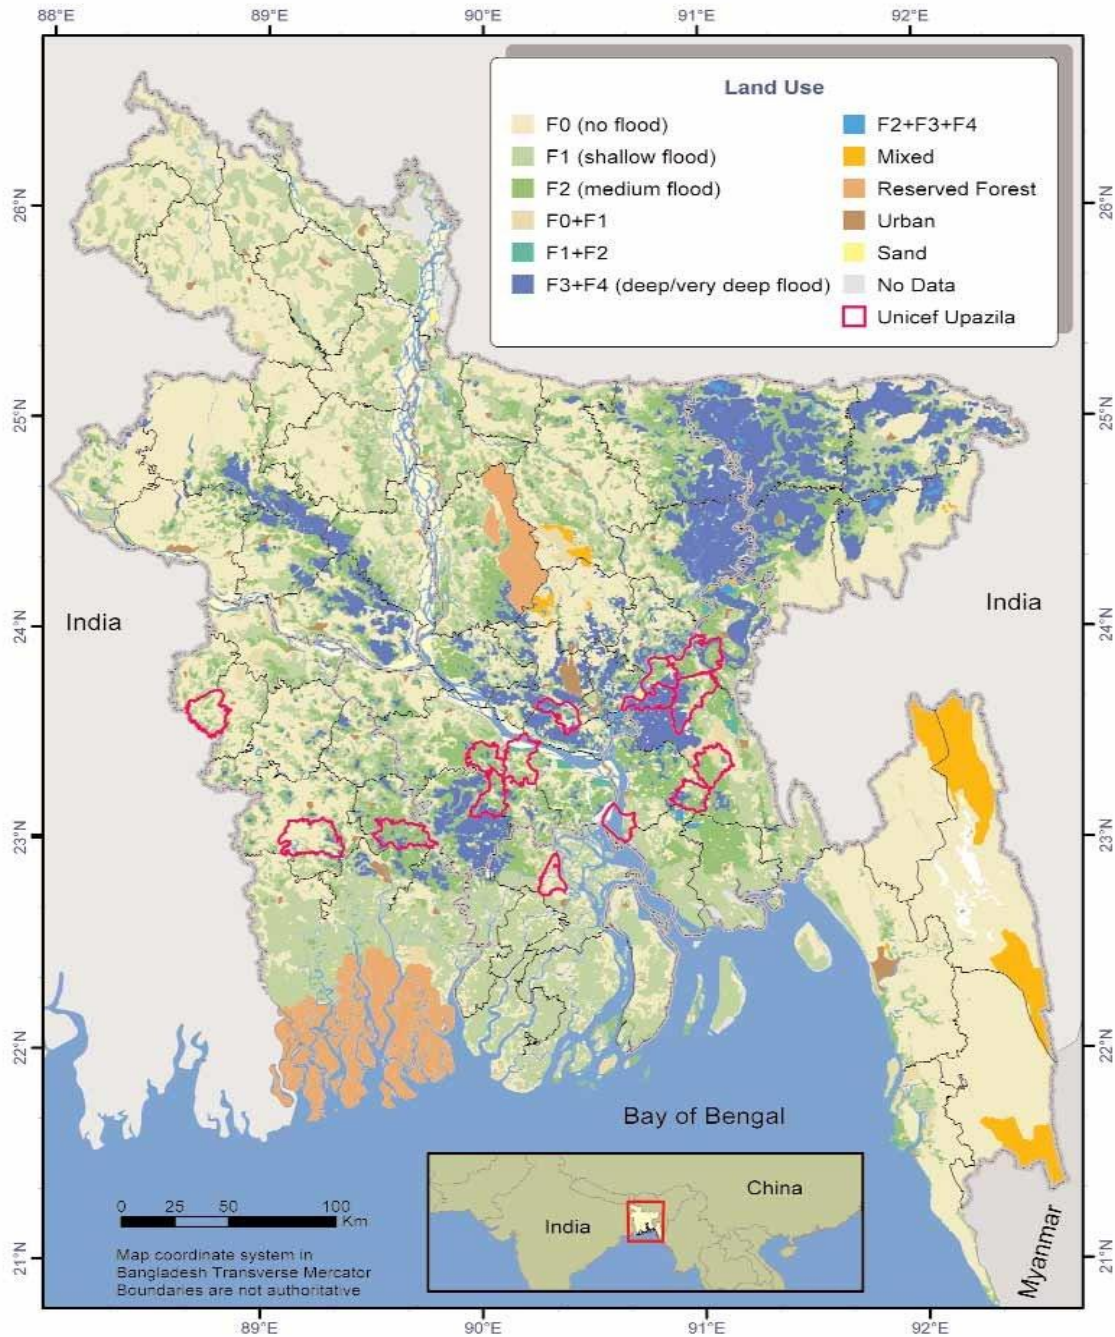 88°E
89°E
90°E
91°E
92°E
Land Use
F0 (no flood)
F1 (shallow flood)
F2 (medium flood)
F0+F1
F1+F2
F3+F4 (deep/very deep flood)
F2+F3+F4
Mixed
Reserved Forest
Urban
Sand
No Data
Unicef Upazila
26°N
26°N
25°N
25°N
24°N
24°N
India
India
23°N
23°N
22°N
22°N
Bay of Bengal
China
India
Myanmar
0 25 50 100
Km
Map coordinate system in
Bangladesh Transverse Mercator
Boundaries are not authoritative
21°N
21°N
89°E
90°E
91°E
92°E